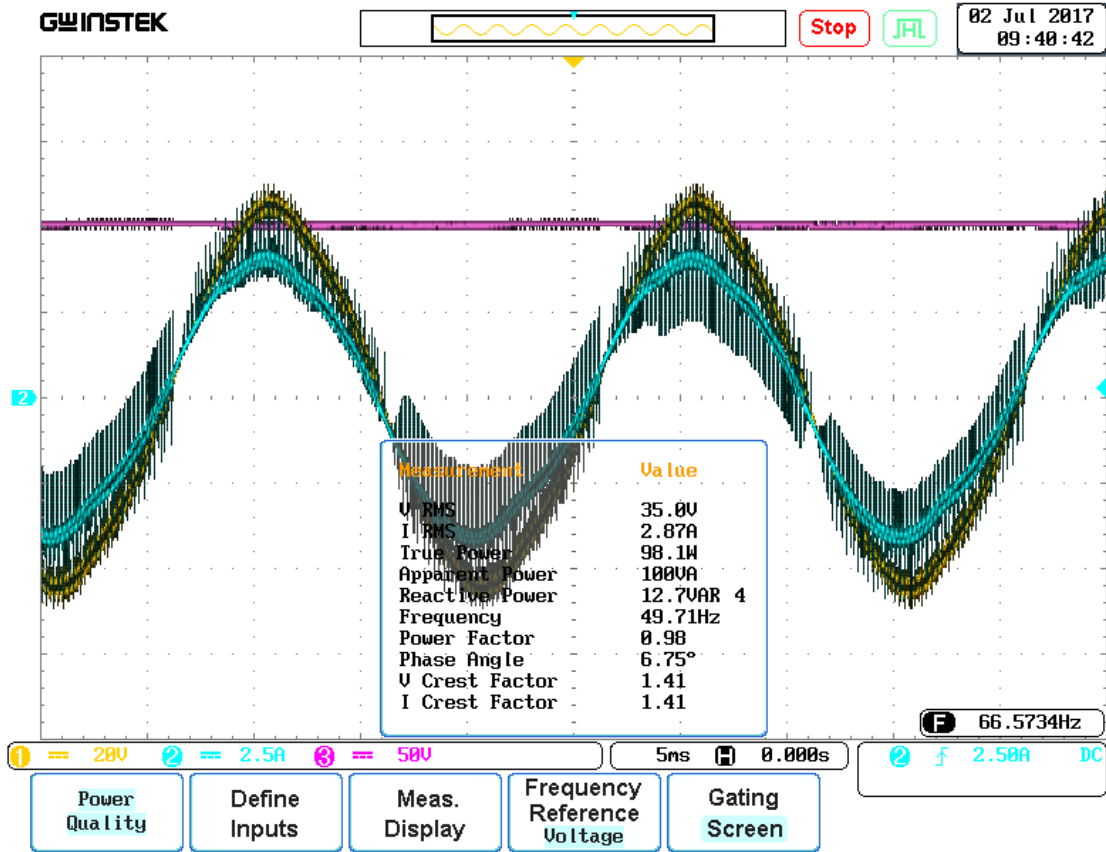 GWINSTEK
Stop
02 Jul 2017
09:40:42
2
Measurement Value
V RMS 35.0V
I RMS 2.87A
True Power 98.1W
Apparent Power 100VA
Reactive Power 12.7VAR 4
Frequency 49.71Hz
Power Factor 0.98
Phase Angle 6.75°
V Crest Factor 1.41
I Crest Factor 1.41
F 66.5734Hz
1 20V 2 2.5A 3 50V 5ms H 0.000s 2 2.50A DC
Power
Quality
Define
Inputs
Meas.
Display
Frequency
Reference
Voltage
Gating
Screen